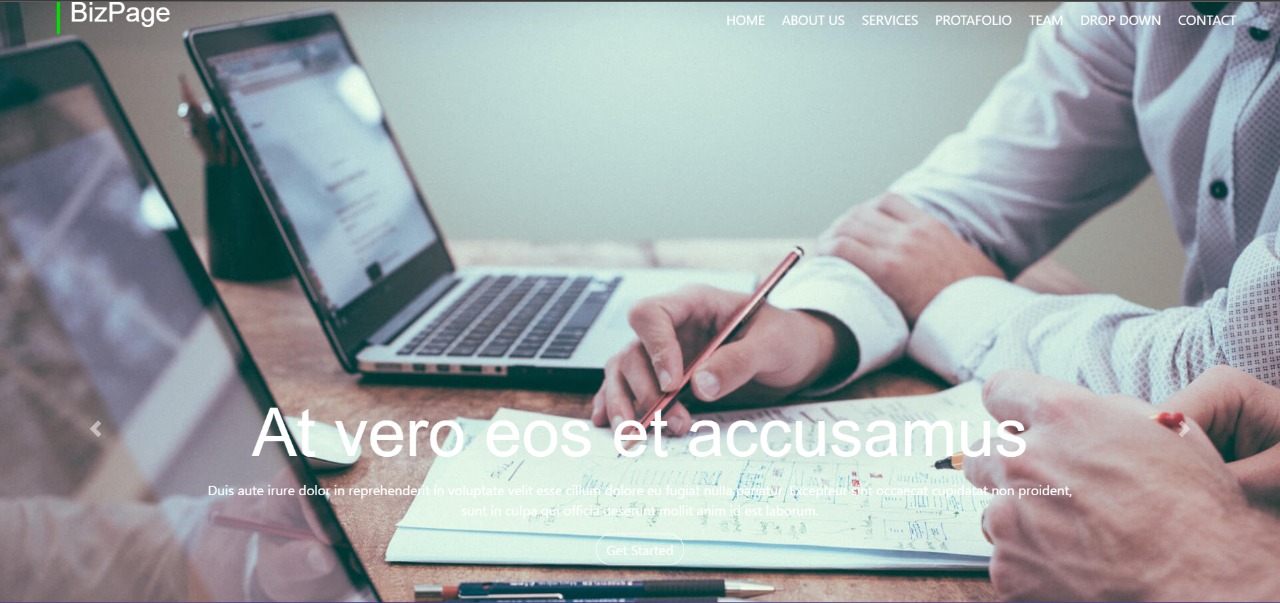 BizPage
HOME ABOUT US SERVICES PROTAFOLIO TEAM DROP DOWN CONTACT
At vero eos et accusamus
Duis aute irure dolor in reprehenderit in voluptate velit esse cillum dolore eu fugiat nulla pariatur. Excepteur sint occaecat cupidatat non proident,
sunt in culpa qui officia deserunt mollit anim id est laborum.
Get Started